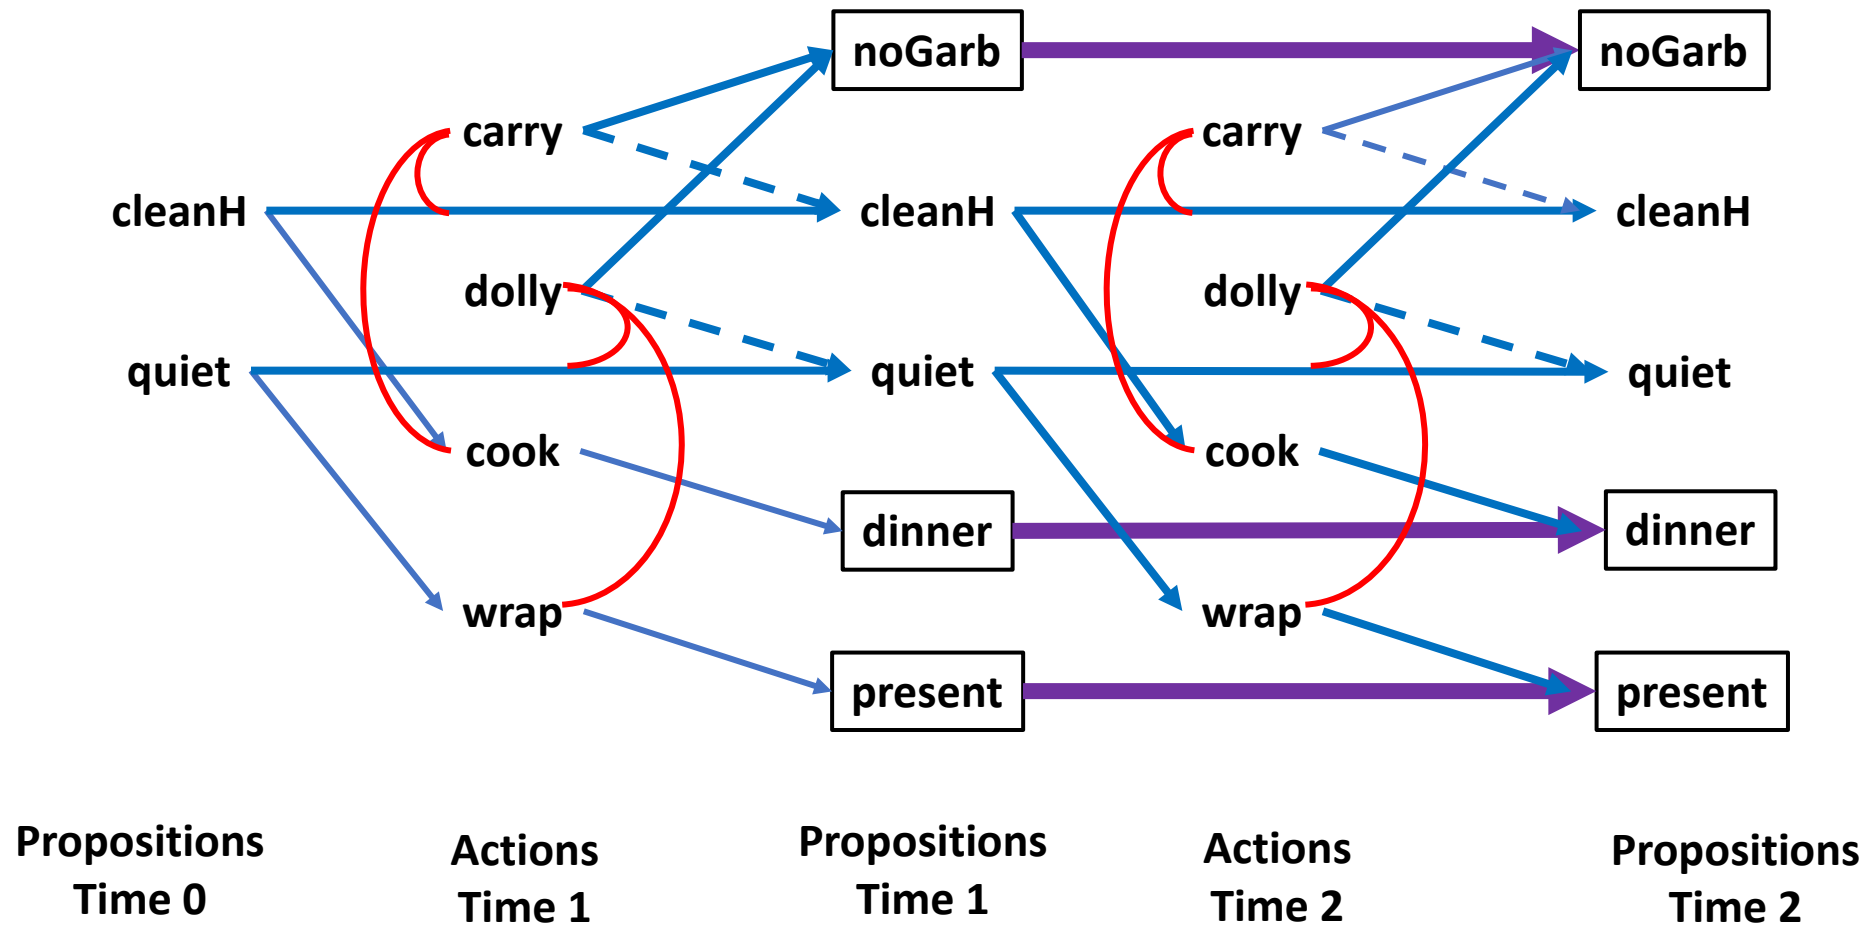 noGarb
noGarb
carry
carry
cleanH
cleanH
cleanH
dolly
dolly
quiet
quiet
quiet
cook
cook
dinner
dinner
wrap
wrap
present
present
Propositions
Time 0
Actions
Time 1
Propositions
Time 1
Actions
Time 2
Propositions
Time 2